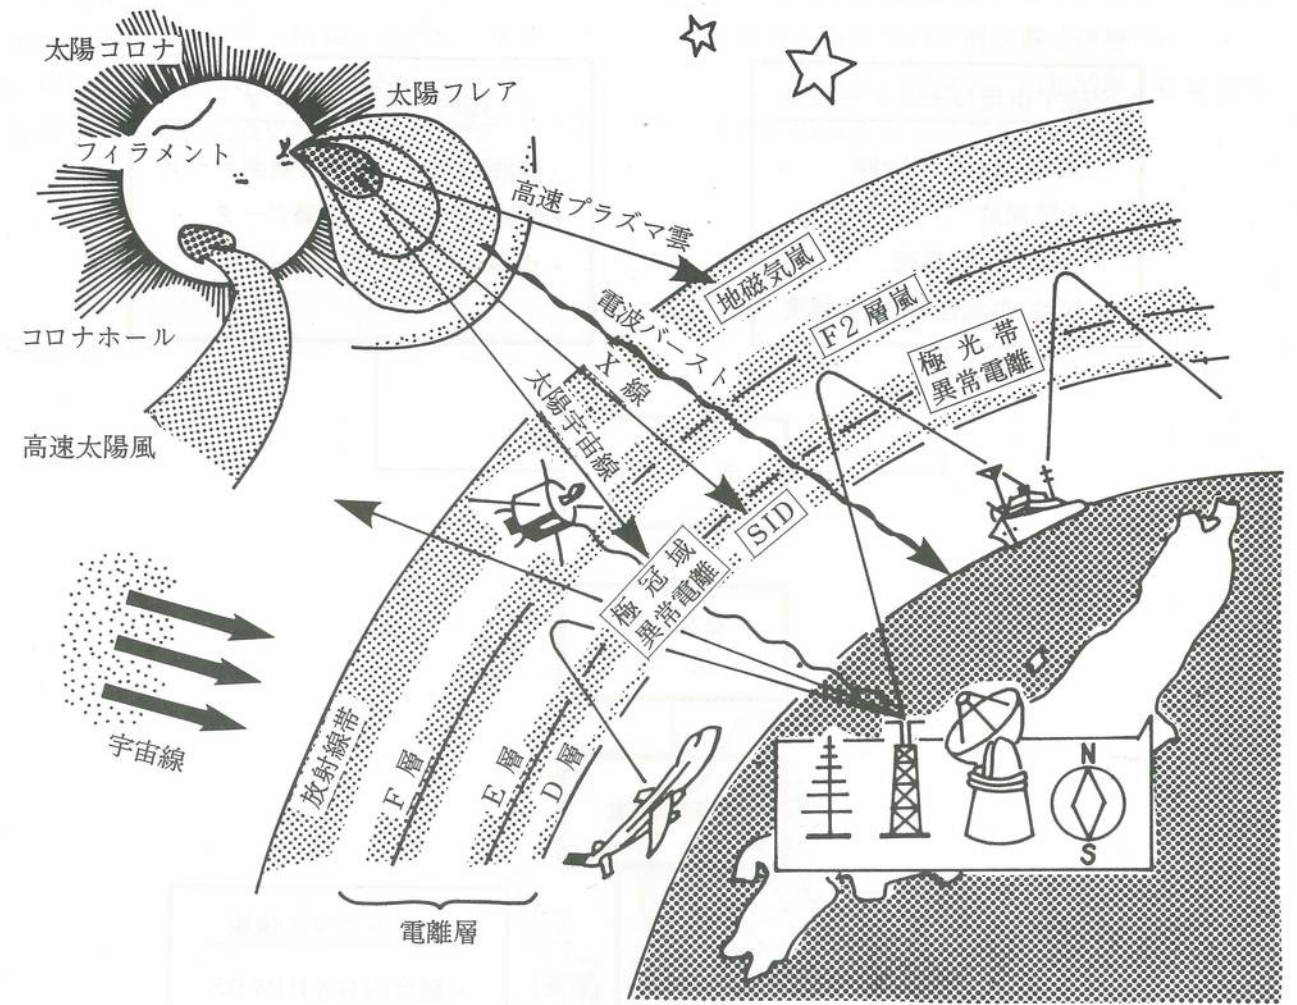 太陽コロナ
太陽フレア
フィラメント
高速プラズマ雲
地磁気嵐
電波バースト
F2層嵐
X線
極光帯
異常電離
コロナホール
太陽宇宙線
高速太陽風
SID
極冠域
異常電離
宇宙線
放射線帯
F層
E層
D層
N
S
電離層